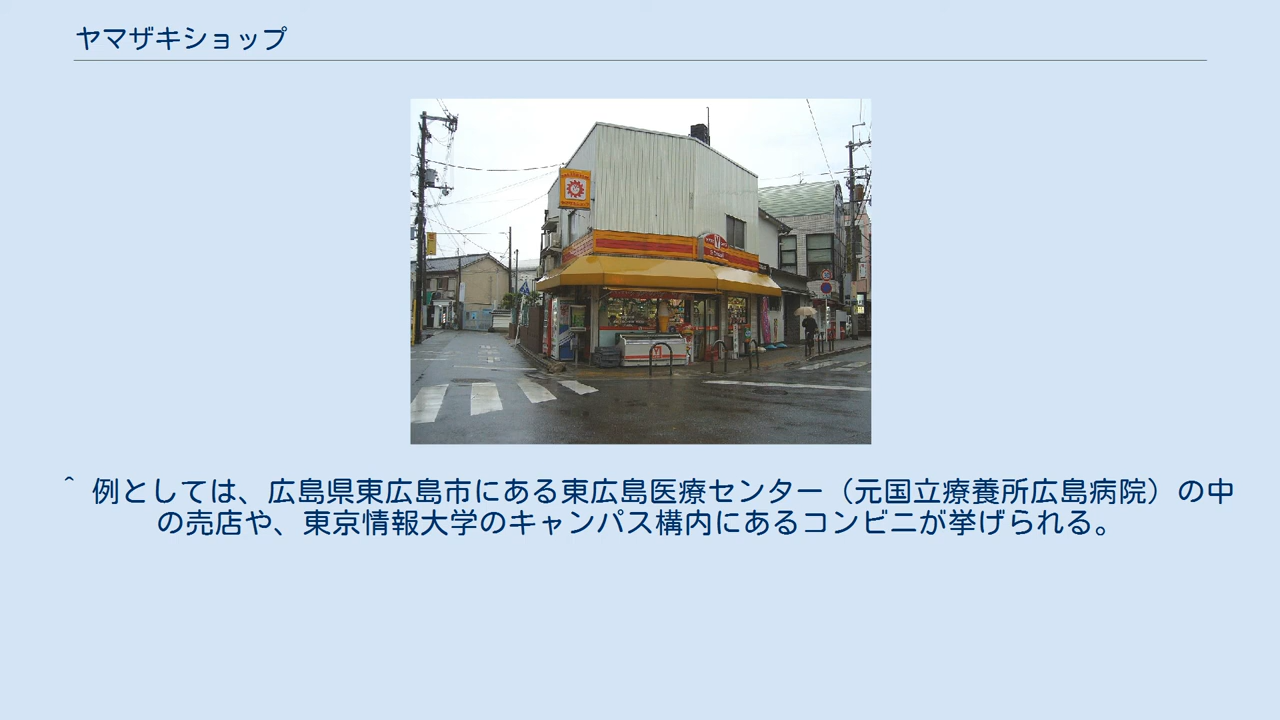 ヤマザキショップ
^ 例としては、広島県東広島市にある東広島医療センター（元国立療養所広島病院）の中
の売店や、東京情報大学のキャンパス構内にあるコンビニが挙げられる。